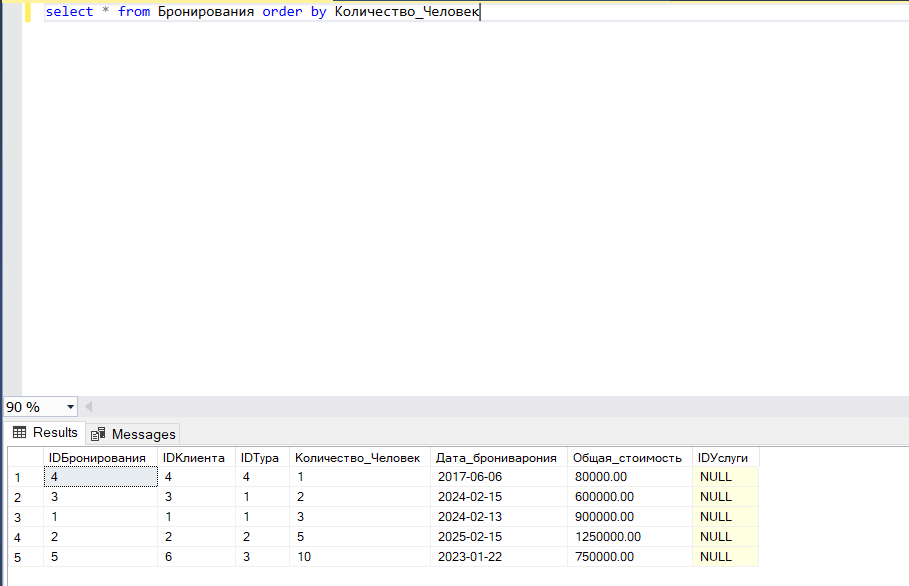 select * from Бронирования order by Количество_Человек
90 %
Results Messages
IDБронирования IDКлиента IDТура Количество_Человек Дата_брониварония Общая_стоимость IDУслуги
1 4 4 4 1 2017-06-06 80000.00 NULL
2 3 3 1 2 2024-02-15 600000.00 NULL
3 1 1 1 3 2024-02-13 900000.00 NULL
4 2 2 2 5 2025-02-15 1250000.00 NULL
5 5 6 3 10 2023-01-22 750000.00 NULL